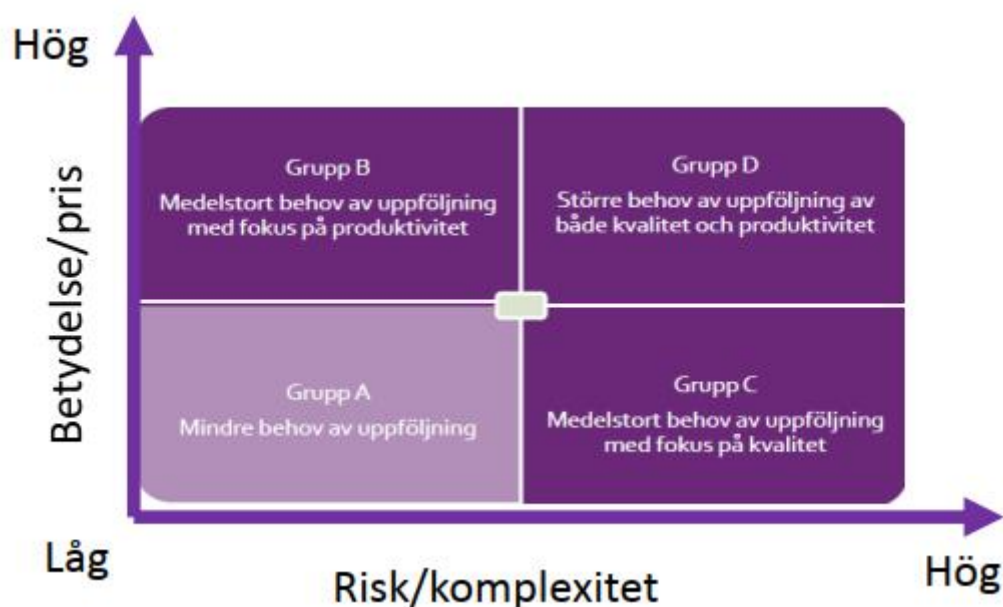 Hög
Betydelse/pris
Grupp B
Medelstort behov av uppföljning
med fokus på produktivitet
Grupp D
Större behov av uppföljning av
både kvalitet och produktivitet
Grupp A
Mindre behov av uppföljning
Grupp C
Medelstort behov av uppföljning
med fokus på kvalitet
Låg
Risk/komplexitet
Hög